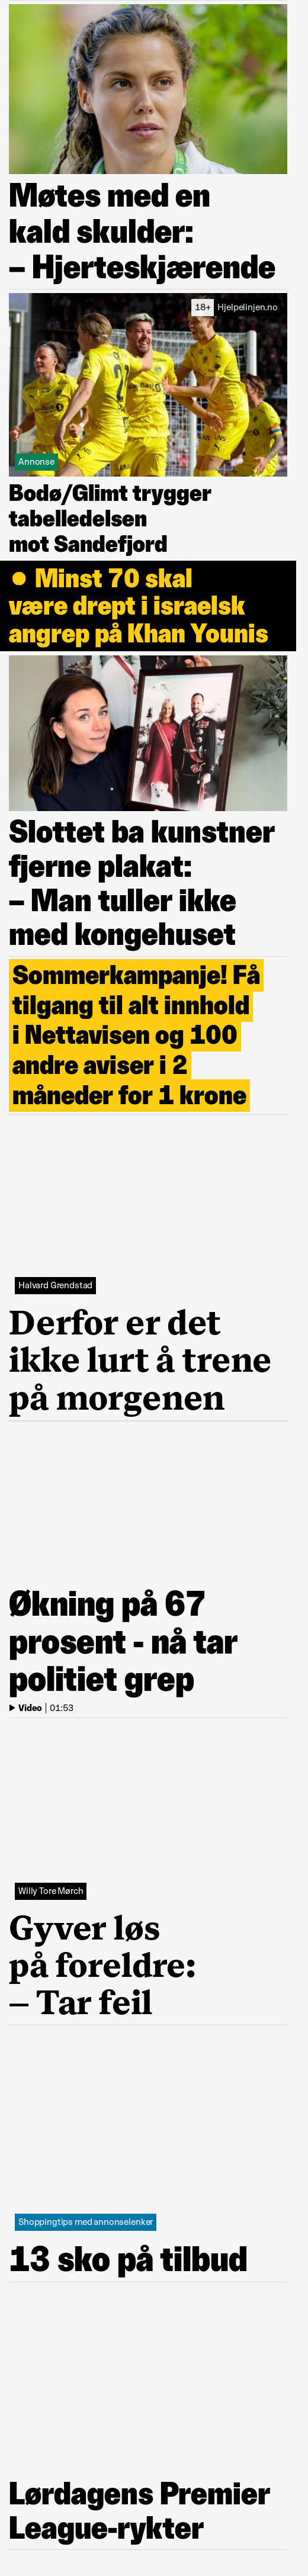 Møtes med en
kald skulder:
– Hjerteskjærende
18+ Hjelpelinjen.no
Annonse
Bodø/Glimt trygger
tabelledelsen
mot Sandefjord
Minst 70 skal
være drept i israelsk
angrep på Khan Younis
Slottet ba kunstner
fjerne plakat:
– Man tuller ikke
med kongehuset
Sommerkampanje! Få
tilgang til alt innhold
i Nettavisen og 100
andre aviser i 2
måneder for 1 krone
Halvard Grendstad
Derfor er det
ikke lurt å trene
på morgenen
Økning på 67
prosent - nå tar
politiet grep
Video | 01:53
Willy Tore Mørch
Gyver løs
på foreldre:
– Tar feil
Shoppingtips med annonselenker
13 sko på tilbud
Lørdagens Premier
League-rykter